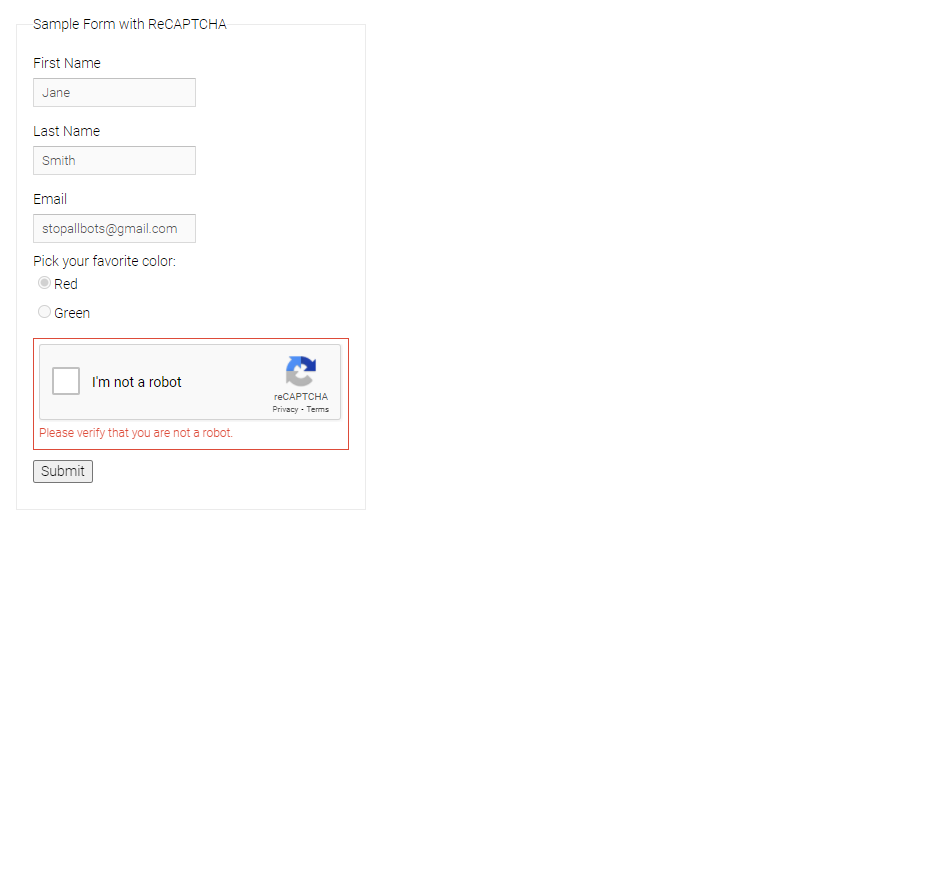 Sample Form with ReCAPTCHA
First Name
Jane
Last Name
Smith
Email
stopallbots@gmail.com
Pick your favorite color:
Red
Green
I'm not a robot
reCAPTCHA
Privacy - Terms
Please verify that you are not a robot.
Submit